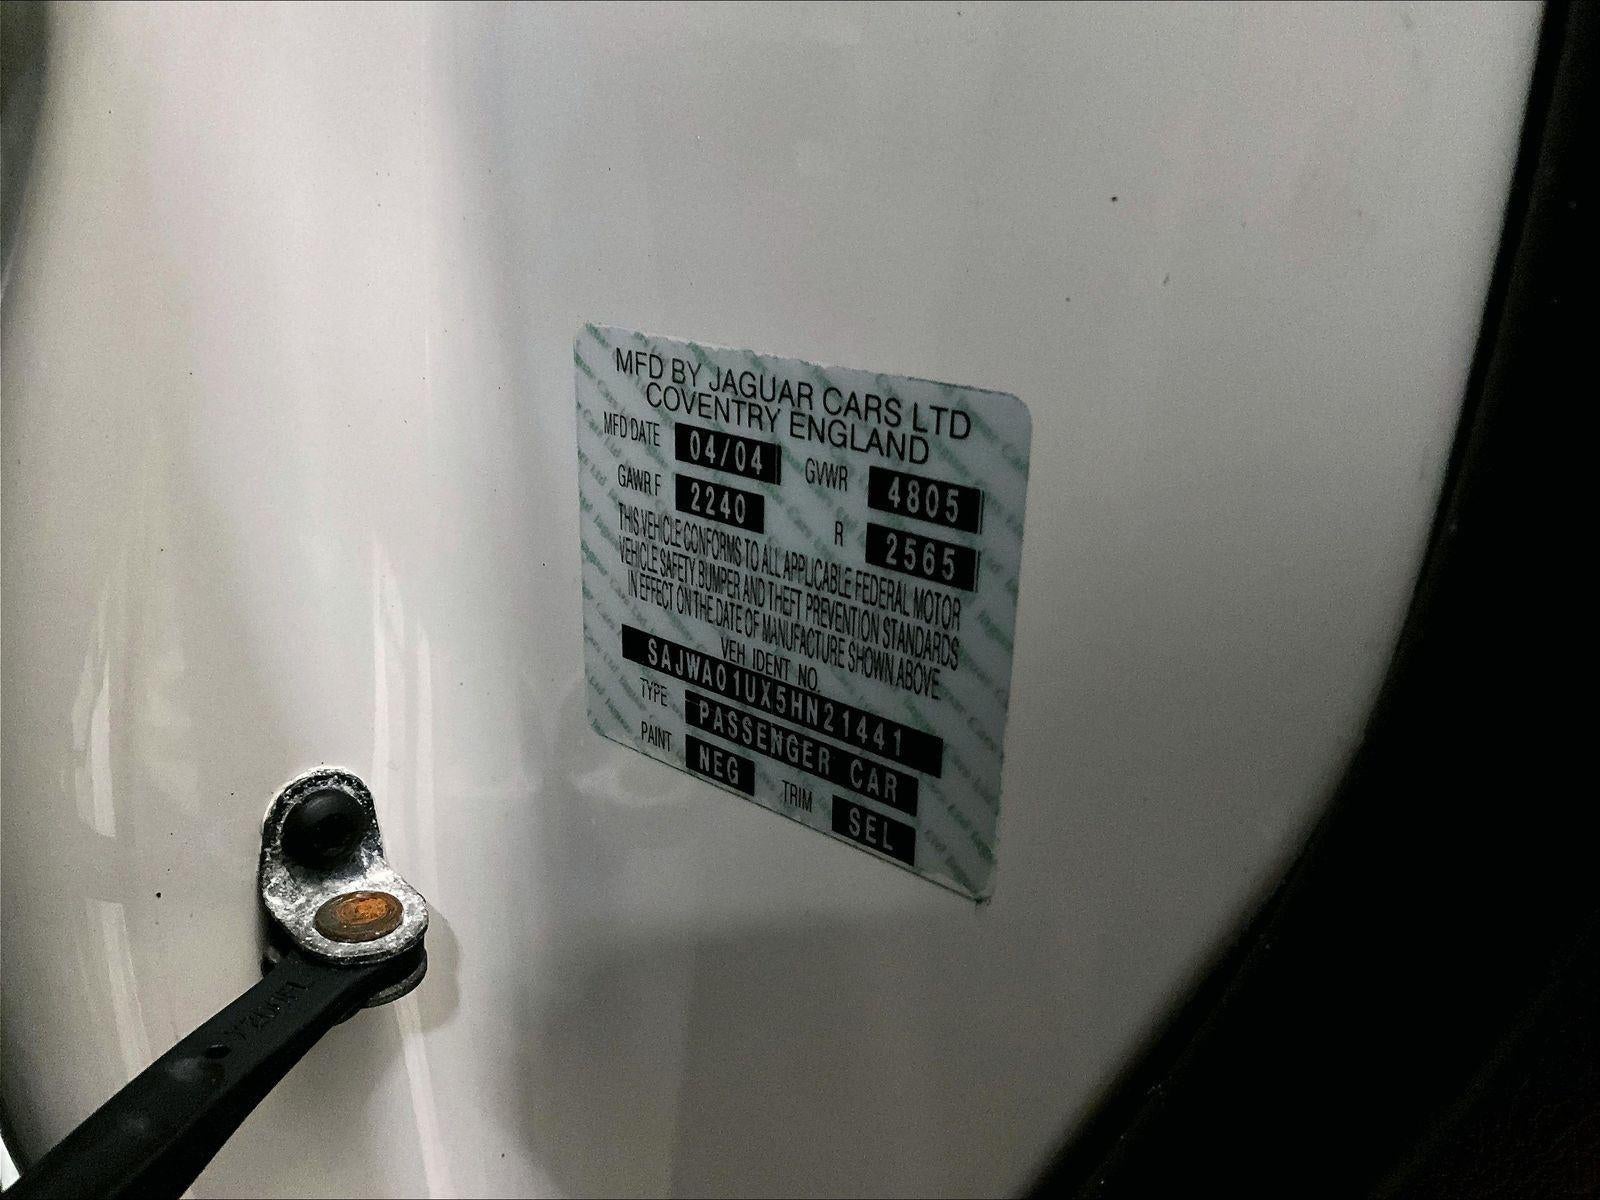 MFD BY JAGUAR CARS LTD
COVENTRY ENGLAND
MFD DATE 04/04 GVWR 4805
GAWR F 2240 R 2565
THIS VEHICLE CONFORMS TO ALL APPLICABLE FEDERAL MOTOR
VEHICLE SAFETY, BUMPER AND THEFT PREVENTION STANDARDS
IN EFFECT ON THE DATE OF MANUFACTURE SHOWN ABOVE
VEH. IDENT. NO.
SAJWA01UX5HN21441
TYPE PASSENGER CAR
PAINT NEG TRIM SEL